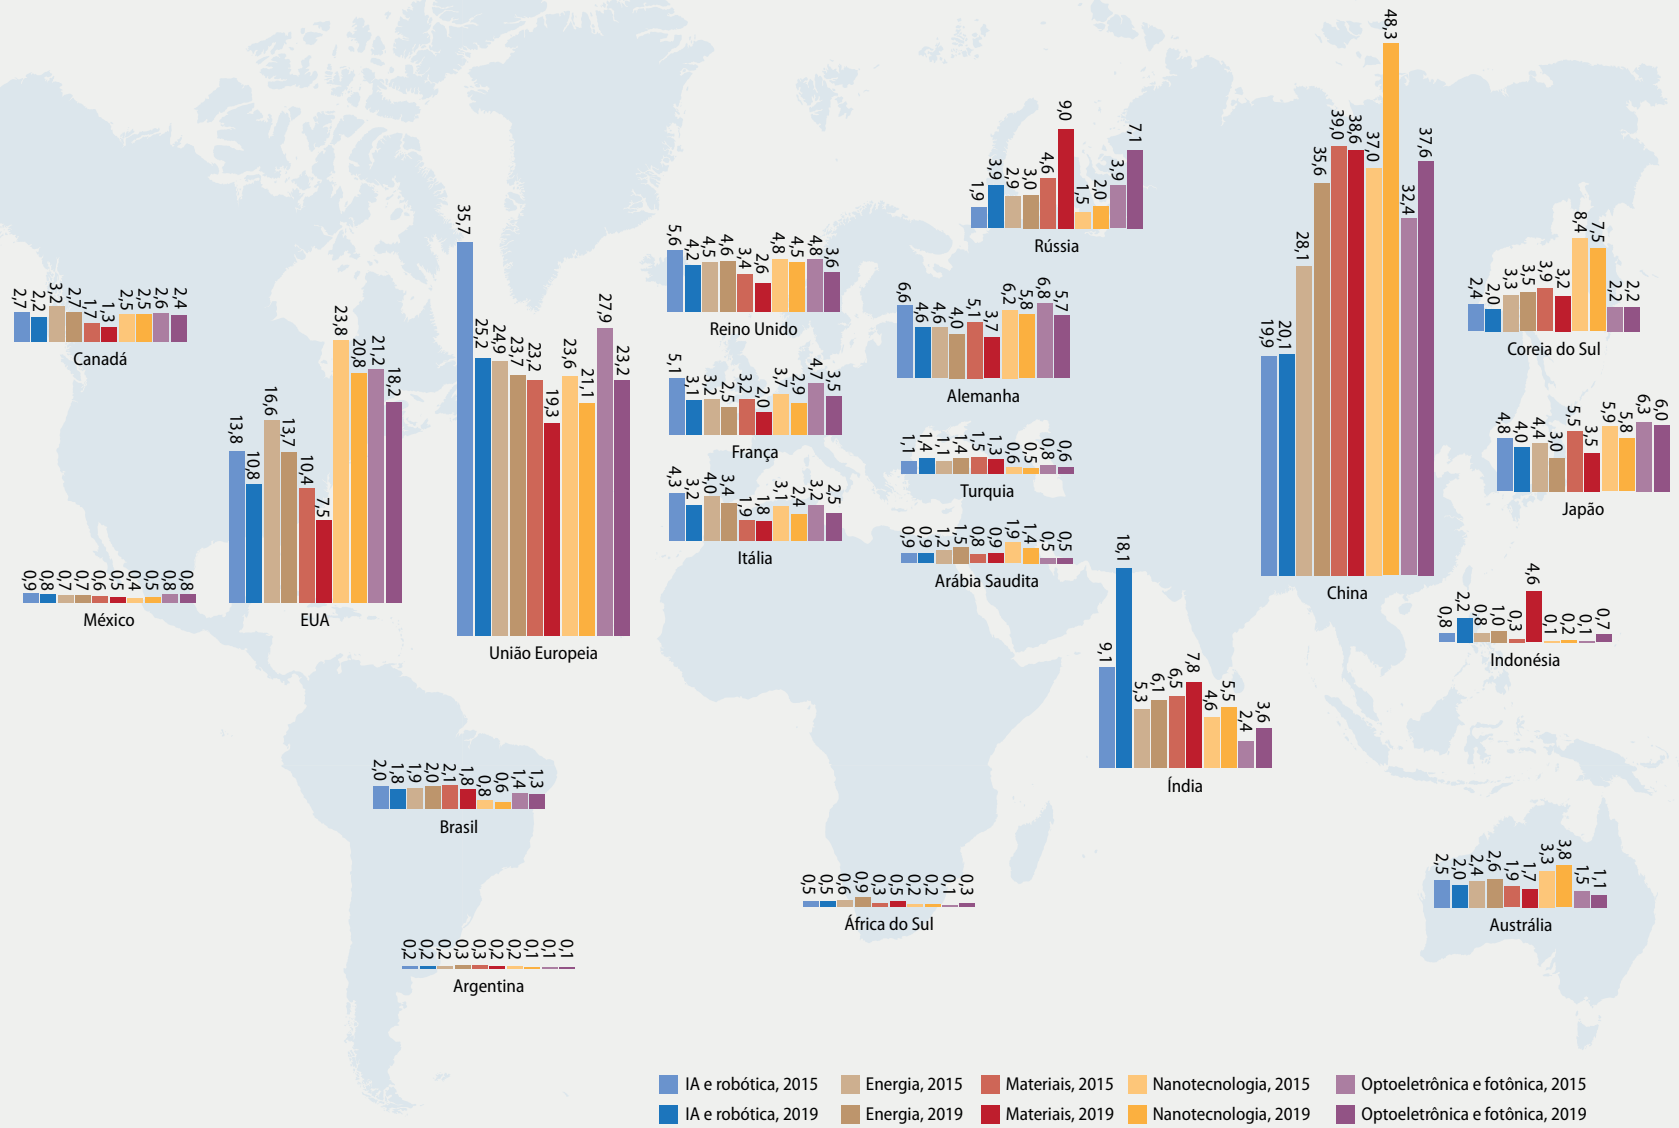 2,7 2,2 3,2 2,7 1,7 1,3 2,5 2,5 2,6 2,4
Canadá
0,9 0,8 0,7 0,7 0,6 0,5 0,4 0,5 0,8 0,8
México
13,8 10,8 16,6 13,7 10,4 7,5 23,8 20,8 21,2 18,2
EUA
35,7 25,2 24,9 23,7 23,2 19,3 23,6 21,1 27,9 23,2
União Europeia
5,6 4,2 4,5 4,6 3,4 2,6 4,8 4,5 4,8 3,6
Reino Unido
5,1 3,1 3,2 2,5 3,2 2,0 3,7 2,9 4,7 3,5
França
4,3 3,2 4,0 3,4 1,9 1,8 3,1 2,4 3,2 2,5
Itália
1,9 3,9 2,9 3,0 4,6 9,0 1,5 2,0 3,9 7,1
Rússia
6,6 4,6 4,6 4,0 5,1 3,7 6,2 5,8 6,8 5,7
Alemanha
1,1 1,4 1,1 1,4 1,5 1,3 0,6 0,5 0,8 0,6
Turquia
0,9 0,9 1,2 1,5 0,8 0,9 1,9 1,4 0,5 0,5
Arábia Saudita
9,1 18,1 5,3 6,1 6,5 7,8 4,6 5,5 2,4 3,6
Índia
19,9 20,1 28,1 35,6 39,0 38,6 37,0 48,3 32,4 37,6
China
2,4 2,0 3,3 3,5 3,9 3,2 8,4 7,5 2,2 2,2
Coreia do Sul
4,8 4,0 4,4 3,0 5,5 3,5 5,9 5,8 6,3 6,0
Japão
0,8 2,2 0,8 1,0 0,3 4,6 0,1 0,2 0,1 0,7
Indonésia
2,0 1,8 1,9 2,0 2,1 1,8 0,8 0,6 1,4 1,3
Brasil
0,2 0,2 0,2 0,3 0,3 0,2 0,2 0,1 0,1 0,1
Argentina
0,5 0,5 0,6 0,9 0,3 0,5 0,2 0,2 0,1 0,3
África do Sul
2,5 2,0 2,4 2,6 1,9 1,7 3,3 3,8 1,5 1,1
Austrália
IA e robótica, 2015 Energia, 2015 Materiais, 2015 Nanotecnologia, 2015 Optoeletrônica e fotônica, 2015
IA e robótica, 2019 Energia, 2019 Materiais, 2019 Nanotecnologia, 2019 Optoeletrônica e fotônica, 2019